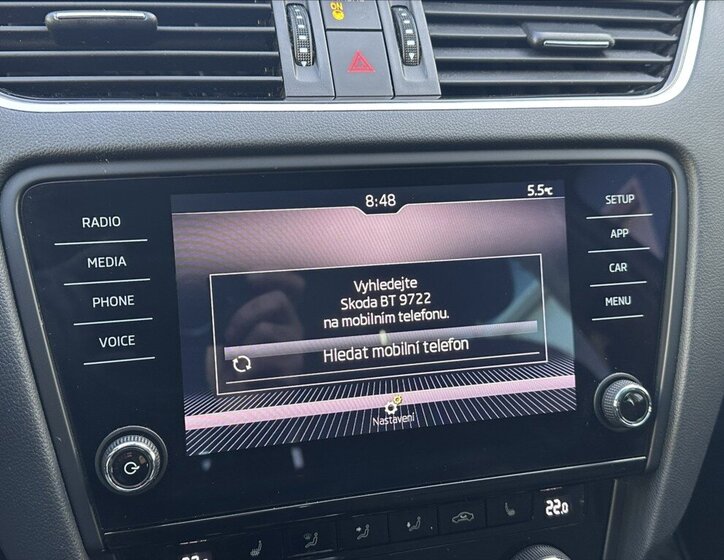 8:48
5.5°C
RADIO
MEDIA
PHONE
VOICE
Vyhledejte
Skoda BT 9722
na mobilním telefonu.
Hledat mobilní telefon
Nastavení
SETUP
APP
CAR
MENU
22.0